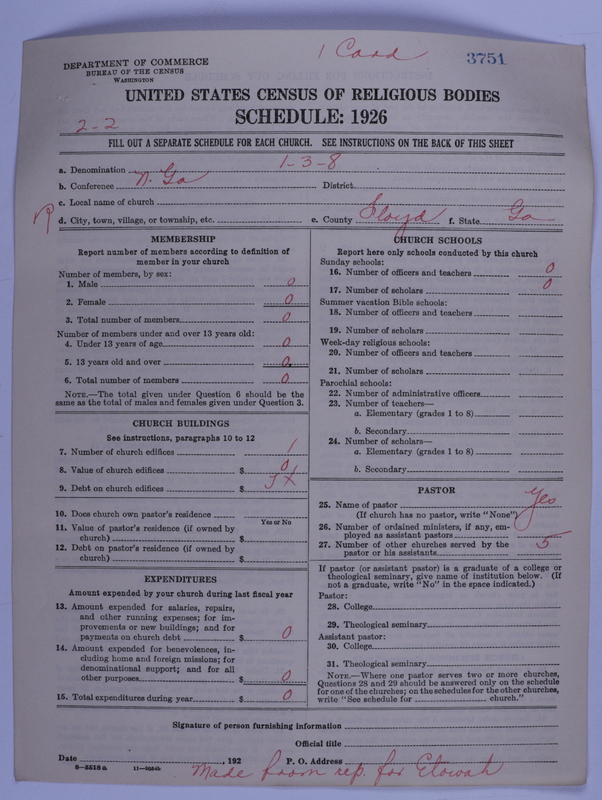 1 Card
3751
DEPARTMENT OF COMMERCE
BUREAU OF THE CENSUS
WASHINGTON
UNITED STATES CENSUS OF RELIGIOUS BODIES
SCHEDULE: 1926
2-2
FILL OUT A SEPARATE SCHEDULE FOR EACH CHURCH. SEE INSTRUCTIONS ON THE BACK OF THIS SHEET
a. Denomination 1-3-8
b. Conference N. Ga District
c. Local name of church
R d. City, town, village, or township, etc. e. County Floyd f. State Ga
MEMBERSHIP
Report number of members according to definition of
member in your church
Number of members, by sex:
1. Male 0
2. Female 0
3. Total number of members 0
Number of members under and over 13 years old:
4. Under 13 years of age 0
5. 13 years old and over 0
6. Total number of members 0
NOTE.—The total given under Question 6 should be the
same as the total of males and females given under Question 3.
CHURCH BUILDINGS
See instructions, paragraphs 10 to 12
7. Number of church edifices 1
8. Value of church edifices $ 0
9. Debt on church edifices $
10. Does church own pastor's residence
Yes or No
11. Value of pastor's residence (if owned by
church) $
12. Debt on pastor's residence (if owned by
church) $
EXPENDITURES
Amount expended by your church during last fiscal year
13. Amount expended for salaries, repairs,
and other running expenses; for im-
provements or new buildings; and for
payments on church debt $ 0
14. Amount expended for benevolences, in-
cluding home and foreign missions; for
denominational support; and for all
other purposes $ 0
15. Total expenditures during year $ 0
CHURCH SCHOOLS
Report here only schools conducted by this church
Sunday schools:
16. Number of officers and teachers 0
17. Number of scholars 0
Summer vacation Bible schools:
18. Number of officers and teachers
19. Number of scholars
Week-day religious schools:
20. Number of officers and teachers
21. Number of scholars
Parochial schools:
22. Number of administrative officers
23. Number of teachers—
a. Elementary (grades 1 to 8)
b. Secondary
24. Number of scholars—
a. Elementary (grades 1 to 8)
b. Secondary
PASTOR
25. Name of pastor Yes
(If church has no pastor, write "None")
26. Number of ordained ministers, if any, em-
ployed as assistant pastors
27. Number of other churches served by the
pastor or his assistants 5
If pastor (or assistant pastor) is a graduate of a college or
theological seminary, give name of institution below. (If
not a graduate, write "No" in the space indicated.)
Pastor:
28. College
29. Theological seminary
Assistant pastor:
30. College
31. Theological seminary
NOTE.—Where one pastor serves two or more churches,
Questions 28 and 29 should be answered only on the schedule
for one of the churches; on the schedules for the other churches,
write "See schedule for church."
Signature of person furnishing information
Official title
Date , 192 P. O. Address
8-5518a
Made from rep. for Etowah